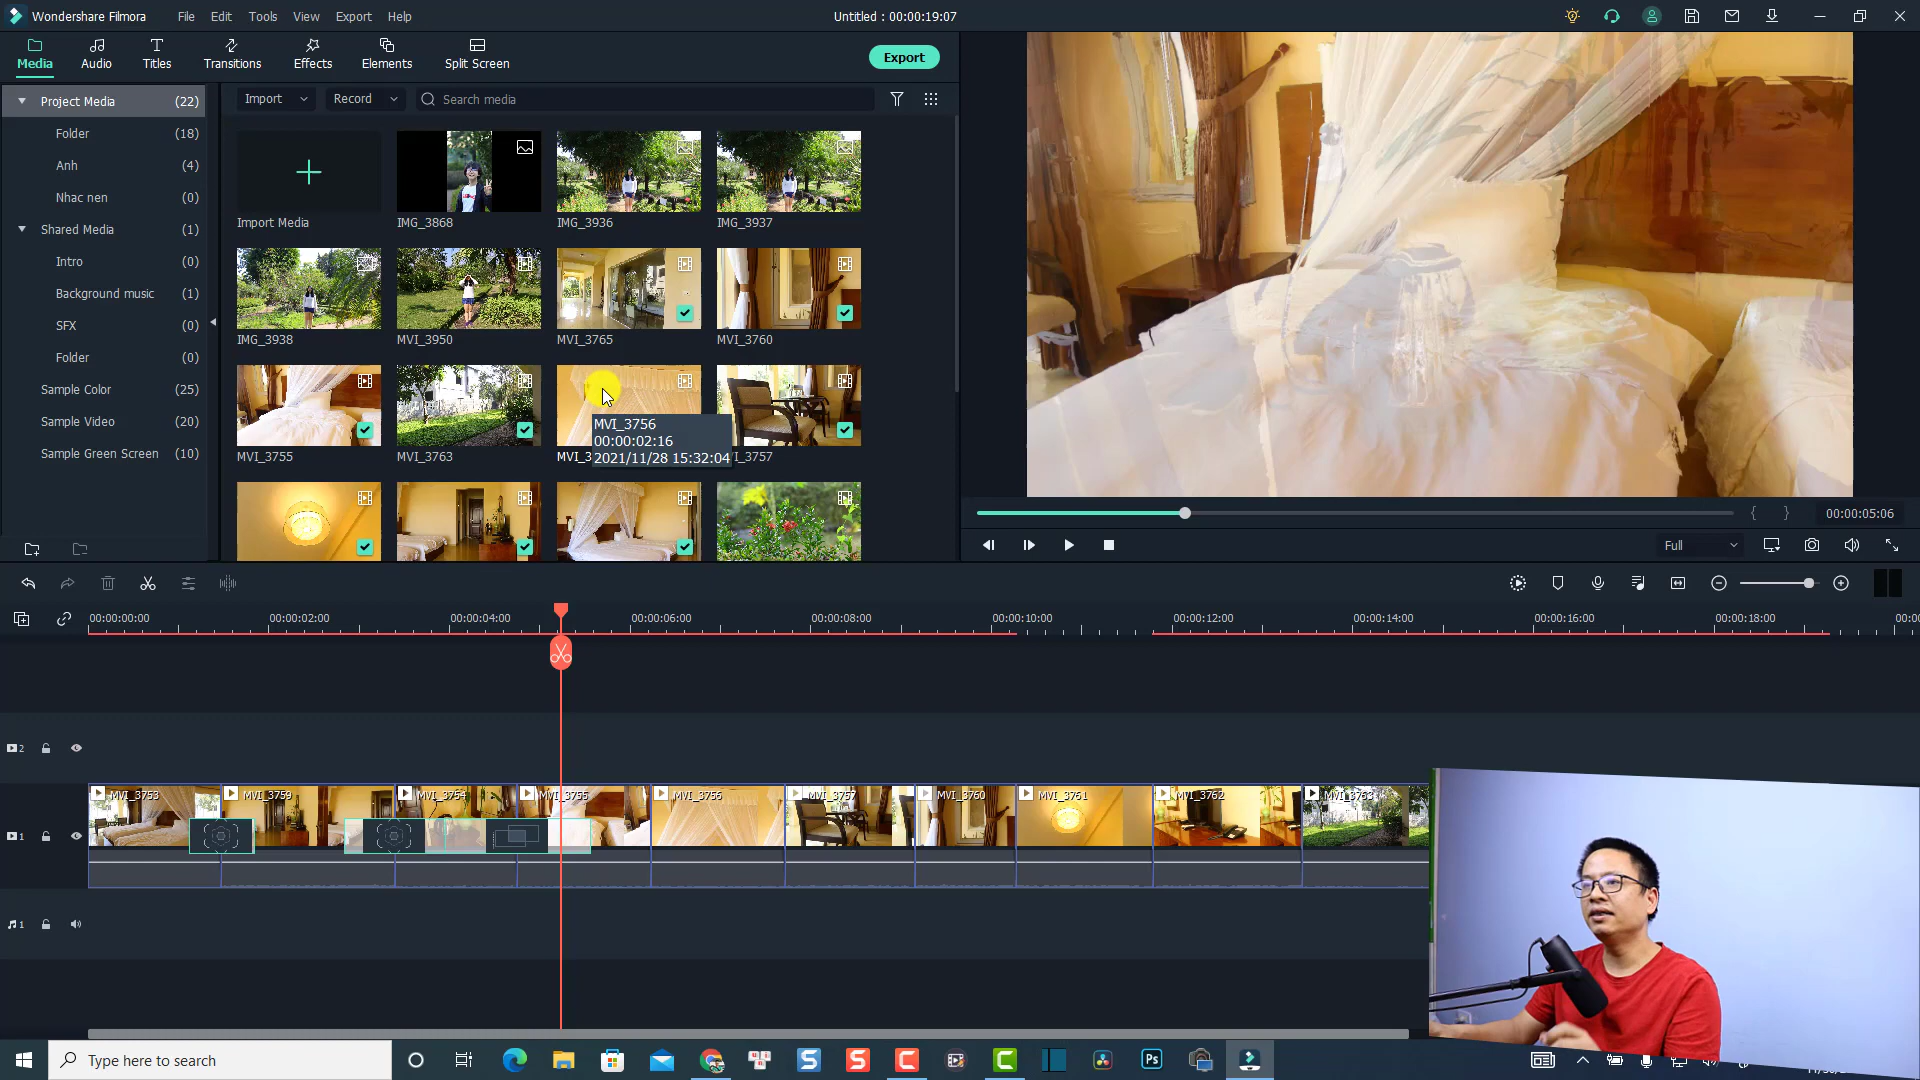 Wondershare Filmora
File Edit Tools View Export Help
Untitled : 00:00:19:07
Media Audio Titles Transitions Effects Elements Split Screen
Export
Project Media (22)
Folder (18)
Anh (4)
Nhac nen (0)
Shared Media (1)
Intro (0)
Background music (1)
SFX (0)
Folder (0)
Sample Color (25)
Sample Video (20)
Sample Green Screen (10)
Import Record Search media
Import Media IMG_3868 IMG_3936 IMG_3937
IMG_3938 MVI_3950 MVI_3765 MVI_3760
MVI_3755 MVI_3763
MVI_3756
00:00:02:16
2021/11/28 15:32:04
00:00:05:06
Full
00:00:00:00 00:00:02:00 00:00:04:00 00:00:06:00 00:00:08:00 00:00:10:00 00:00:12:00 00:00:14:00 00:00:16:00 00:00:18:00
2
MVI_3753 MVI_3759 MVI_3754 MVI_3755 MVI_3756 MVI_3757 MVI_3760 MVI_3761 MVI_3762 MVI_3763
1
1
Type here to search
Ps